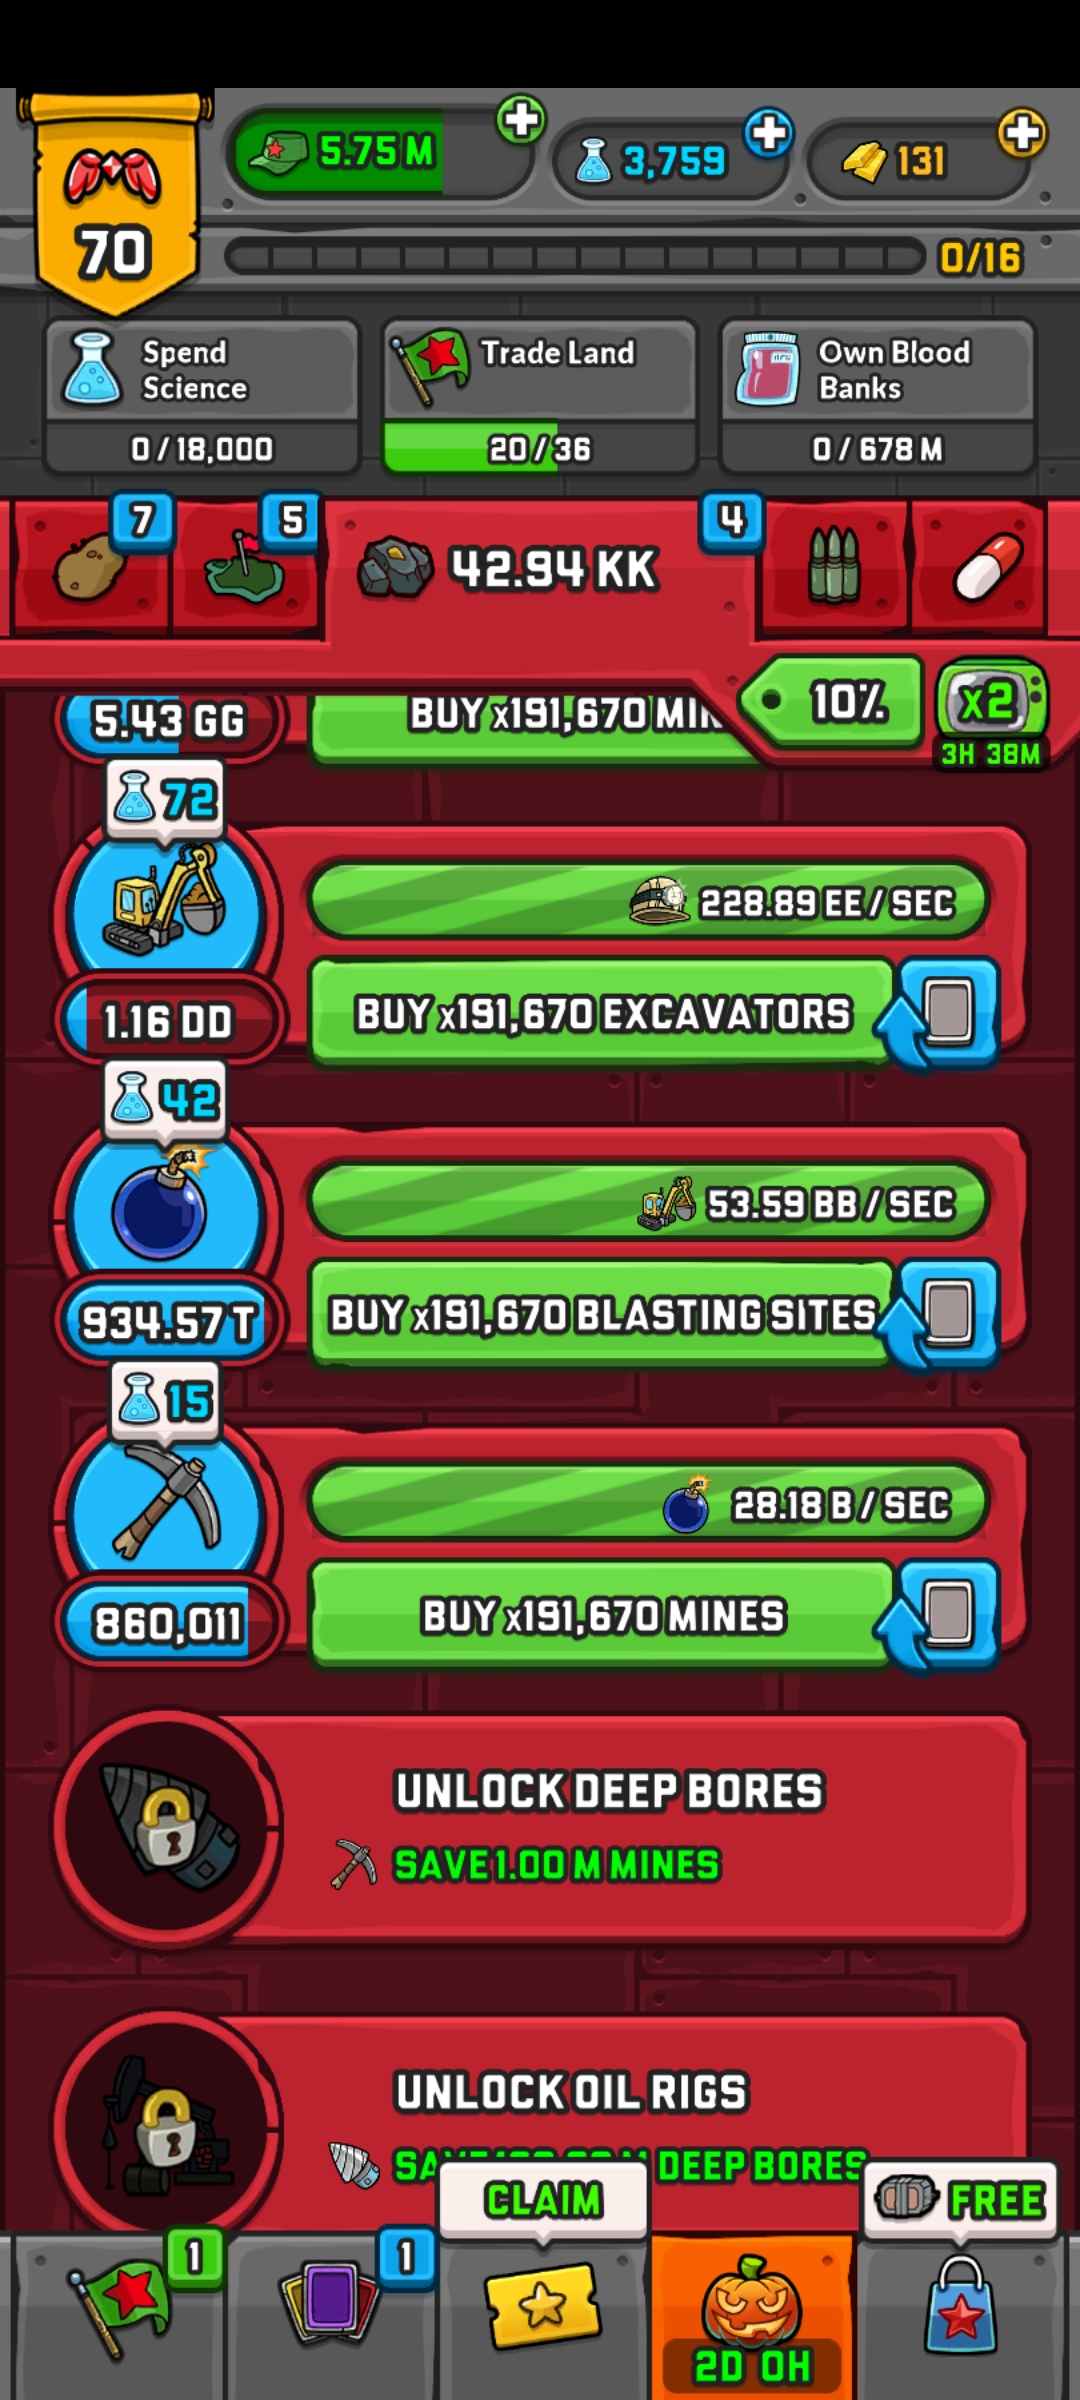 70
5.75 M
3,759
131
0/16
Spend
Science
0 / 18,000
Trade Land
20 / 36
Own Blood
Banks
0 / 678 M
7
5
42.94 KK
4
10%
x2
3H 38M
5.43 GG
BUY x191,670
72
228.89 EE / SEC
1.16 DD
BUY x191,670 EXCAVATORS
42
53.59 BB / SEC
934.57 T
BUY x191,670 BLASTING SITES
15
28.18 B / SEC
860,011
BUY x191,670 MINES
UNLOCK DEEP BORES
SAVE 1.00 M MINES
UNLOCK OIL RIGS
DEEP BORES
CLAIM
FREE
1
1
2D 0H